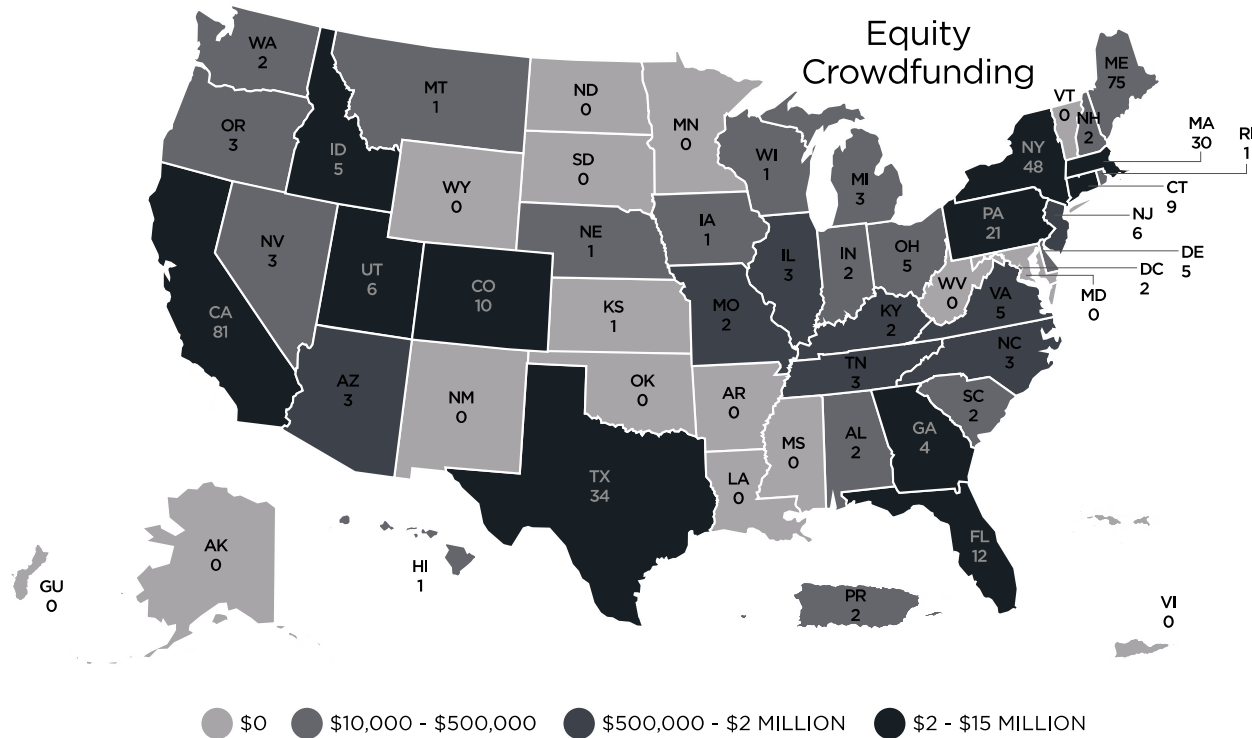 Equity
Crowdfunding
WA
2
MT
1
ND
0
MN
0
VT
0
NH
2
ME
75
MA
30
RI
1
OR
3
ID
5
SD
0
WI
1
MI
3
NY
48
CT
9
WY
0
NJ
6
NV
3
UT
6
CO
10
NE
1
IA
1
IL
3
IN
2
OH
5
PA
21
DE
5
DC
2
MD
0
WV
0
VA
5
CA
81
KS
1
MO
2
KY
2
NC
3
TN
3
AZ
3
NM
0
OK
0
AR
0
SC
2
MS
0
AL
2
GA
4
TX
34
LA
0
FL
12
AK
0
GU
0
HI
1
PR
2
VI
0
$0
$10,000 - $500,000
$500,000 - $2 MILLION
$2 - $15 MILLION